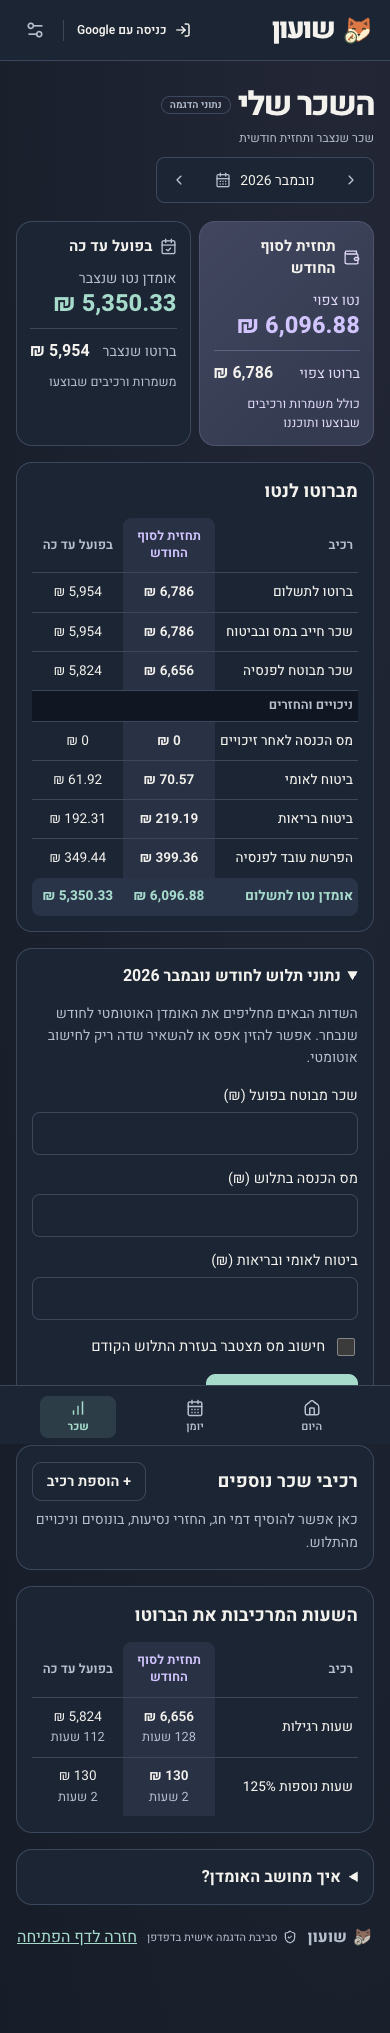 שועון
כניסה עם Google
השכר שלי
נתוני הדגמה
שכר שנצבר ותחזית חודשית
נובמבר 2026
תחזית לסוף החודש
נטו צפוי
6,096.88 ₪
ברוטו צפוי 6,786 ₪
כולל משמרות ורכיבים
שבוצעו ותוכננו
בפועל עד כה
אומדן נטו שנצבר
5,350.33 ₪
ברוטו שנצבר 5,954 ₪
משמרות ורכיבים שבוצעו
מברוטו לנטו
רכיב תחזית לסוף החודש בפועל עד כה
ברוטו לתשלום 6,786 ₪ 5,954 ₪
שכר חייב במס ובביטוח 6,786 ₪ 5,954 ₪
שכר מבוטח לפנסיה 6,656 ₪ 5,824 ₪
ניכויים והחזרים
מס הכנסה לאחר זיכויים 0 ₪ 0 ₪
ביטוח לאומי 70.57 ₪ 61.92 ₪
ביטוח בריאות 219.19 ₪ 192.31 ₪
הפרשת עובד לפנסיה 399.36 ₪ 349.44 ₪
אומדן נטו לתשלום 6,096.88 ₪ 5,350.33 ₪
נתוני תלוש לחודש נובמבר 2026
השדות הבאים מחליפים את האומדן האוטומטי לחודש
שנבחר. אפשר להזין אפס או להשאיר שדה ריק לחישוב
אוטומטי.
שכר מבוטח בפועל (₪)
מס הכנסה בתלוש (₪)
ביטוח לאומי ובריאות (₪)
חישוב מס מצטבר בעזרת התלוש הקודם
היום יומן שכר
רכיבי שכר נוספים
+ הוספת רכיב
כאן אפשר להוסיף דמי חג, החזרי נסיעות, בונוסים וניכויים
מהתלוש.
השעות המרכיבות את הברוטו
רכיב תחזית לסוף החודש בפועל עד כה
שעות רגילות 6,656 ₪ 5,824 ₪
128 שעות 112 שעות
שעות נוספות 125% 130 ₪ 130 ₪
2 שעות 2 שעות
איך מחושב האומדן?
שועון
סביבת הדגמה אישית בדפדפן
חזרה לדף הפתיחה